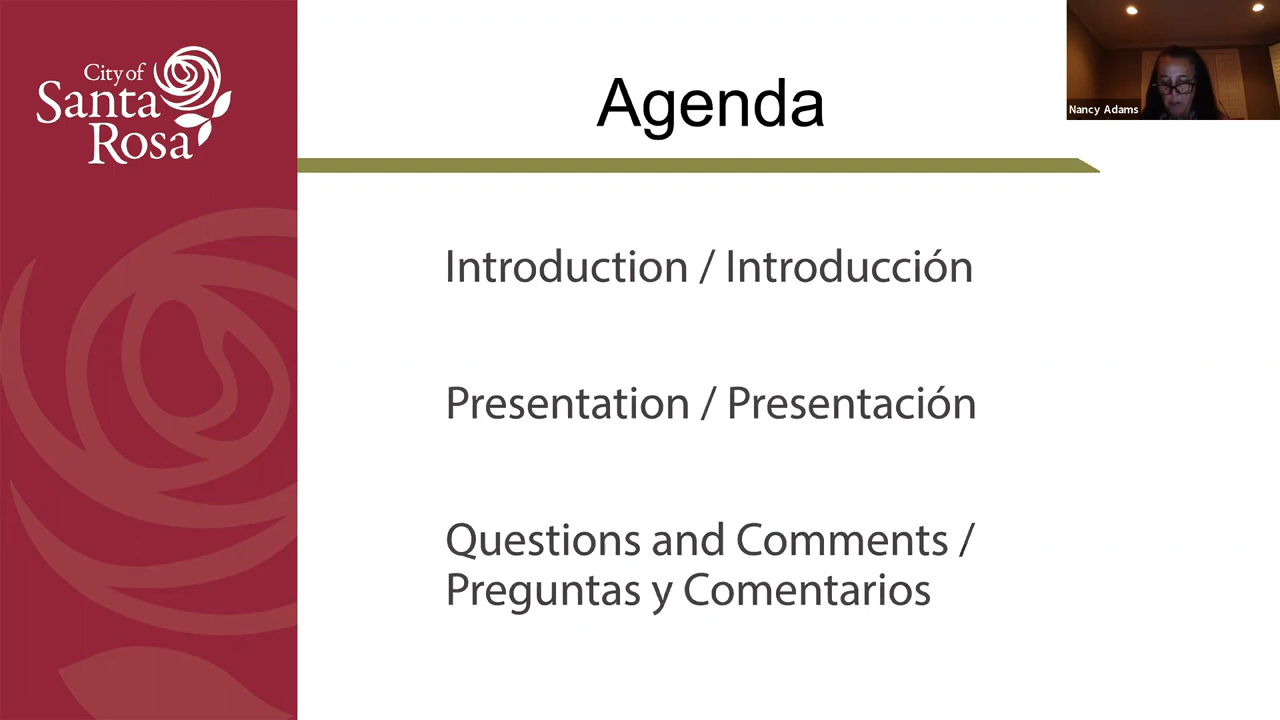 City of
Santa
Rosa
Agenda
Nancy Adams
Introduction / Introducción
Presentation / Presentación
Questions and Comments /
Preguntas y Comentarios